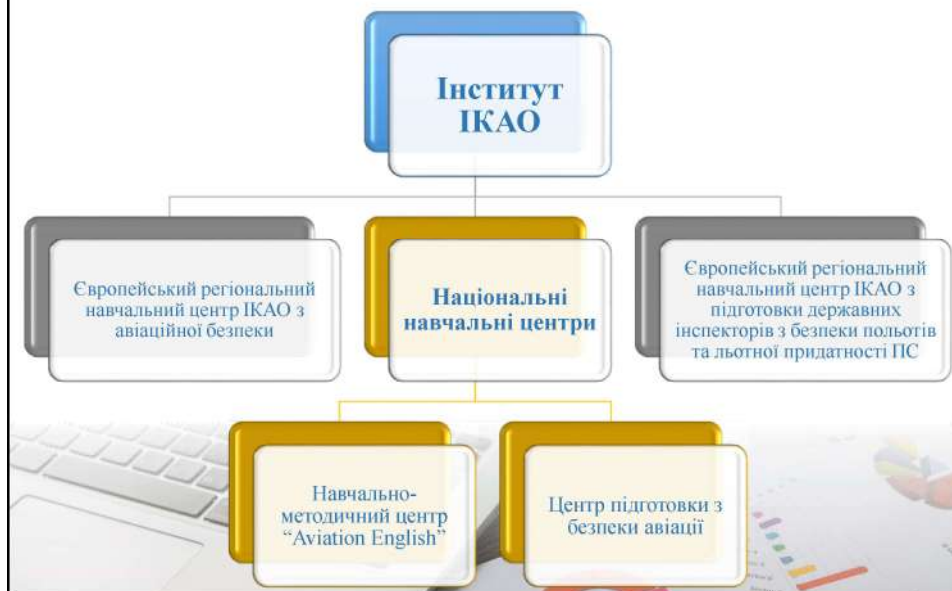 Інститут
ІКАО
Європейський регіональний
навчальний центр ІКАО з
авіаційної безпеки
Національні
навчальні центри
Європейський регіональний
навчальний центр ІКАО з
підготовки державних
інспекторів з безпеки польотів
та льотної придатності ПС
Навчально-
методичний центр
“Aviation English”
Центр підготовки з
безпеки авіації